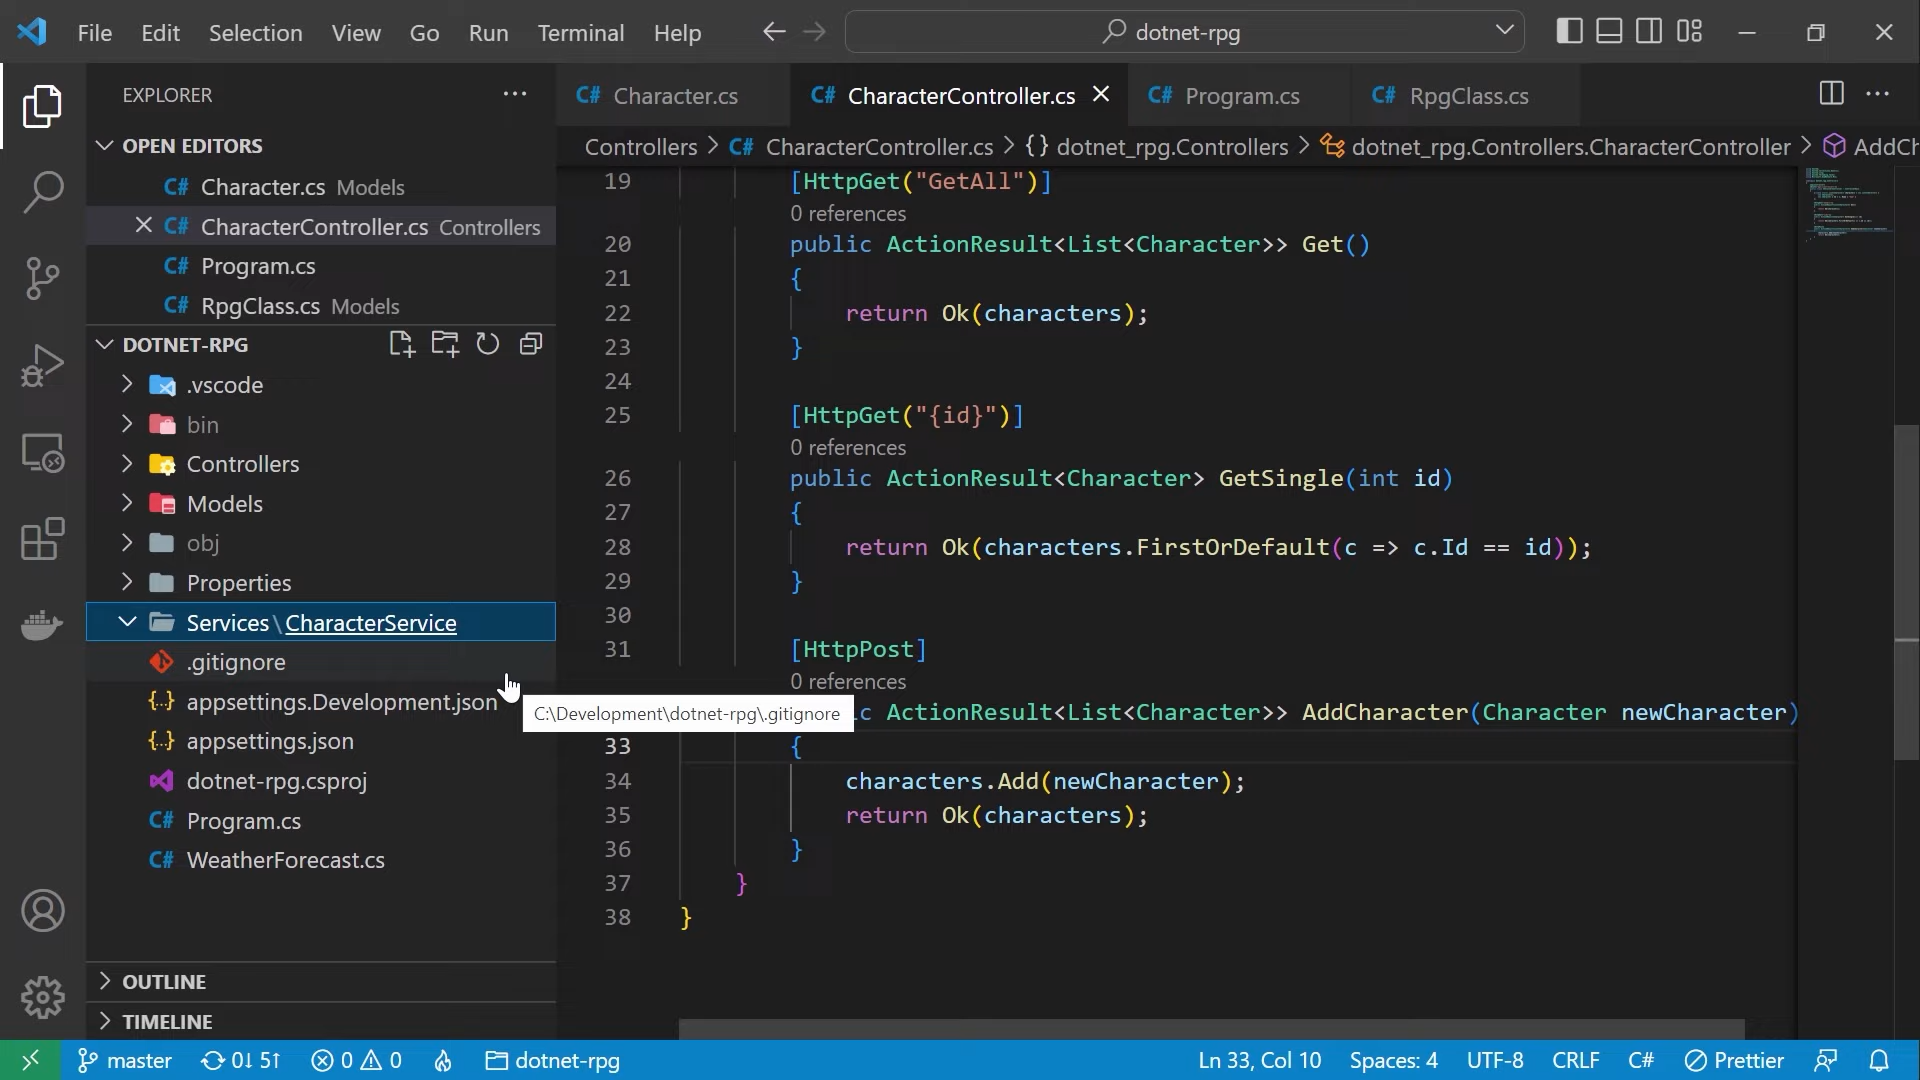 File Edit Selection View Go Run Terminal Help
dotnet-rpg
EXPLORER
OPEN EDITORS
C# Character.cs Models
C# CharacterController.cs Controllers
C# Program.cs
C# RpgClass.cs Models
DOTNET-RPG
.vscode
bin
Controllers
Models
obj
Properties
Services\CharacterService
.gitignore
{..} appsettings.Development.json
{..} appsettings.json
dotnet-rpg.csproj
C# Program.cs
C# WeatherForecast.cs
OUTLINE
TIMELINE
C# Character.cs C# CharacterController.cs C# Program.cs C# RpgClass.cs
Controllers > C# CharacterController.cs > {} dotnet_rpg.Controllers > dotnet_rpg.Controllers.CharacterController > AddCh
19 [HttpGet("GetAll")]
0 references
20 public ActionResult<List<Character>> Get()
21 {
22 return Ok(characters);
23 }
24
25 [HttpGet("{id}")]
0 references
26 public ActionResult<Character> GetSingle(int id)
27 {
28 return Ok(characters.FirstOrDefault(c => c.Id == id));
29 }
30
31 [HttpPost]
0 references
C:\Development\dotnet-rpg\.gitignore
c ActionResult<List<Character>> AddCharacter(Character newCharacter)
33 {
34 characters.Add(newCharacter);
35 return Ok(characters);
36 }
37 }
38 }
master 0↓ 5↑ 0 0 dotnet-rpg Ln 33, Col 10 Spaces: 4 UTF-8 CRLF C# Prettier